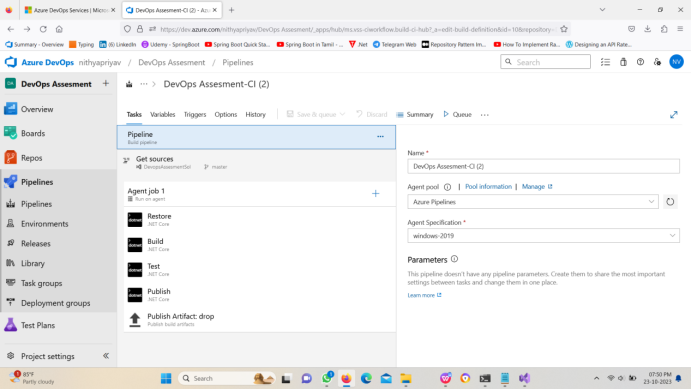 Azure DevOps Services | Micros
DevOps Assesment-CI (2) - Az
https://dev.azure.com/nithyapriyav/DevOps Assesment/_apps/hub/ms.vss-ciworkflow.build-ci-hub?_a=edit-build-definition&id=10&repository-
Summary - Overview
Typing
(6) LinkedIn
Udemy - SpringBoot
Spring Boot Quick Sta...
Spring Boot in Tamil - ...
.Net
Telegram Web
Repository Pattern Im...
How To Implement Ra...
Designing an API Rate...
Azure DevOps nithyapriyav / DevOps Assesment / Pipelines
Search
NV
DA DevOps Assesment +
Overview
Boards
Repos
Pipelines
Pipelines
Environments
Releases
Library
Task groups
Deployment groups
Test Plans
Project settings
··· > DevOps Assesment-CI (2)
Tasks Variables Triggers Options History
Save & queue Discard Summary Queue ···
Pipeline
Build pipeline
Get sources
DevopsAssesmentSol master
Agent job 1
Run on agent
Restore
.NET Core
Build
.NET Core
Test
.NET Core
Publish
.NET Core
Publish Artifact: drop
Publish build artifacts
Name *
DevOps Assesment-CI (2)
Agent pool | Pool information | Manage
Azure Pipelines
Agent Specification *
windows-2019
Parameters
This pipeline doesn't have any pipeline parameters. Create them to share the most important
settings between tasks and change them in one place.
Learn more
85°F
Partly cloudy
Search
07:50 PM
23-10-2023